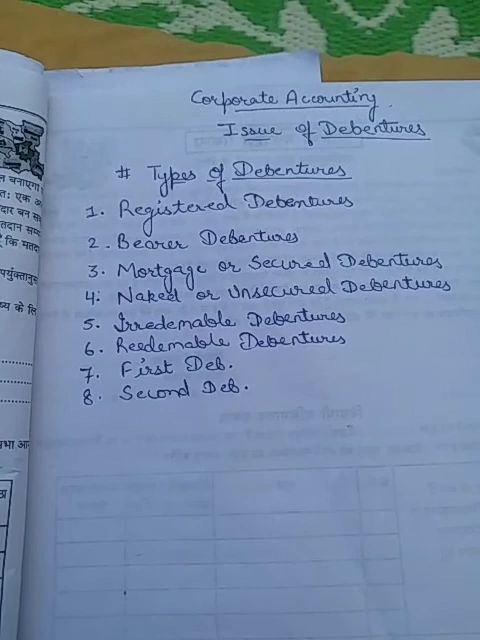 Corporate Accounting.
Issue of Debentures
# Types of Debentures
1. Registered Debentures
2. Bearer Debentures
3. Mortgage or Secured Debentures
4. Naked or Unsecured Debentures
5. Irredemable Debentures
6. Reedemable Debentures
7. First Deb.
8. Second Deb.